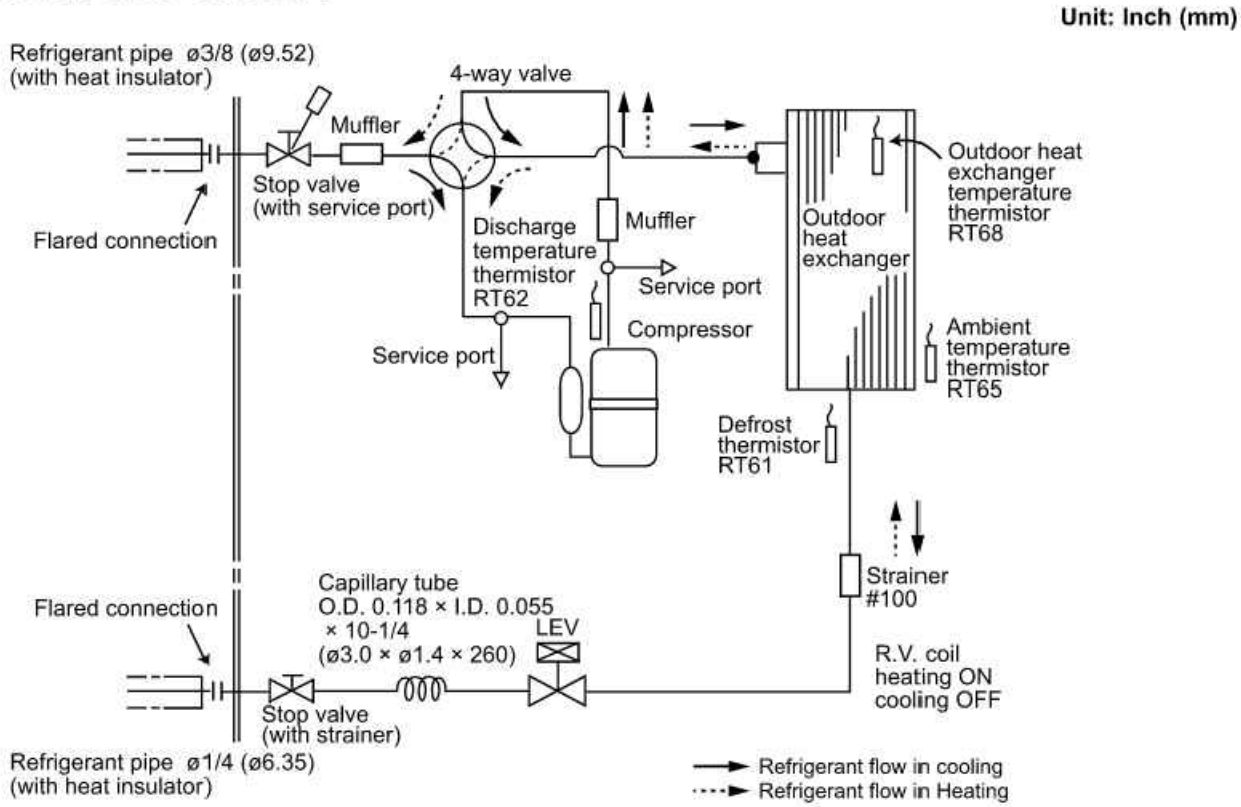 Unit: Inch (mm)
Refrigerant pipe ø3/8 (ø9.52)
(with heat insulator)
4-way valve
Muffler
Stop valve
(with service port)
Flared connection
Discharge
temperature
thermistor
RT62
Muffler
Service port
Compressor
Service port
Outdoor
heat
exchanger
Outdoor heat
exchanger
temperature
thermistor
RT68
Ambient
temperature
thermistor
RT65
Defrost
thermistor
RT61
Strainer
#100
Flared connection
Capillary tube
O.D. 0.118 × I.D. 0.055
× 10-1/4
(ø3.0 × ø1.4 × 260)
LEV
R.V. coil
heating ON
cooling OFF
Stop valve
(with strainer)
Refrigerant pipe ø1/4 (ø6.35)
(with heat insulator)
Refrigerant flow in cooling
Refrigerant flow in Heating